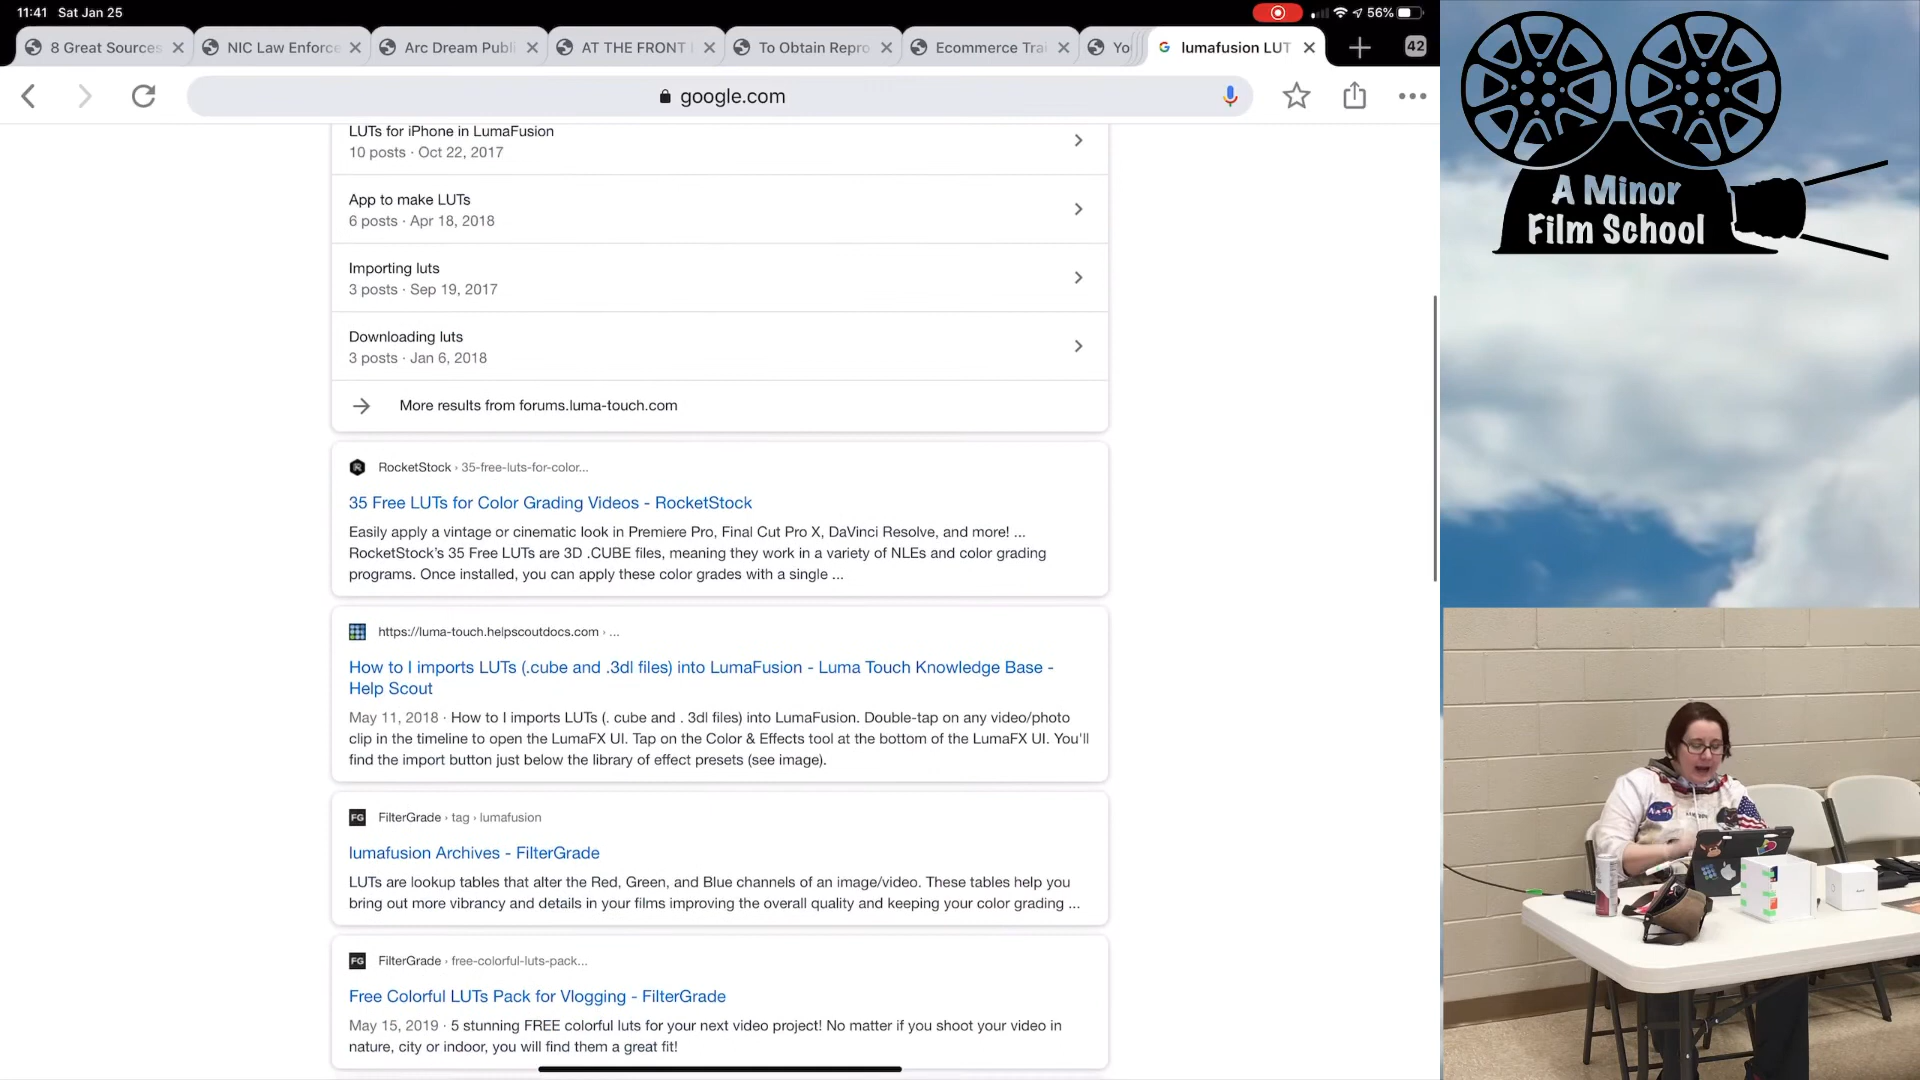 11:41 Sat Jan 25
56%
8 Great Sources
NIC Law Enforce
Arc Dream Publi
AT THE FRONT
To Obtain Repro
Ecommerce Trai
Yo
lumafusion LUT
42
google.com
LUTs for iPhone in LumaFusion
10 posts · Oct 22, 2017
App to make LUTs
6 posts · Apr 18, 2018
Importing luts
3 posts · Sep 19, 2017
Downloading luts
3 posts · Jan 6, 2018
More results from forums.luma-touch.com
RocketStock › 35-free-luts-for-color...
35 Free LUTs for Color Grading Videos - RocketStock
Easily apply a vintage or cinematic look in Premiere Pro, Final Cut Pro X, DaVinci Resolve, and more! ...
RocketStock's 35 Free LUTs are 3D .CUBE files, meaning they work in a variety of NLEs and color grading
programs. Once installed, you can apply these color grades with a single ...
https://luma-touch.helpscoutdocs.com › ...
How to I imports LUTs (.cube and .3dl files) into LumaFusion - Luma Touch Knowledge Base -
Help Scout
May 11, 2018 · How to I imports LUTs (. cube and . 3dl files) into LumaFusion. Double-tap on any video/photo
clip in the timeline to open the LumaFX UI. Tap on the Color & Effects tool at the bottom of the LumaFX UI. You'll
find the import button just below the library of effect presets (see image).
FG FilterGrade › tag › lumafusion
lumafusion Archives - FilterGrade
LUTs are lookup tables that alter the Red, Green, and Blue channels of an image/video. These tables help you
bring out more vibrancy and details in your films improving the overall quality and keeping your color grading ...
FG FilterGrade › free-colorful-luts-pack...
Free Colorful LUTs Pack for Vlogging - FilterGrade
May 15, 2019 · 5 stunning FREE colorful luts for your next video project! No matter if you shoot your video in
nature, city or indoor, you will find them a great fit!
A Minor
Film School
NASA